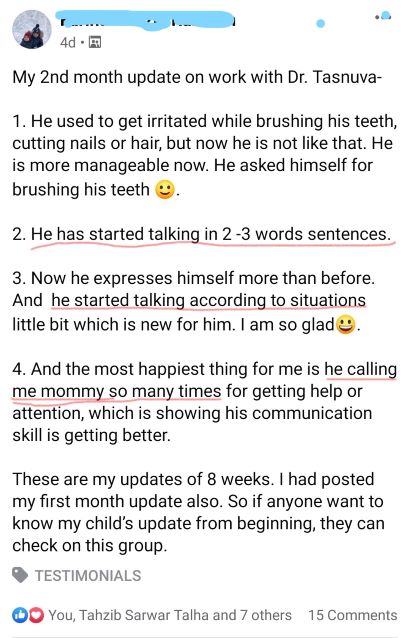 4d
My 2nd month update on work with Dr. Tasnuva-
1. He used to get irritated while brushing his teeth,
cutting nails or hair, but now he is not like that. He
is more manageable now. He asked himself for
brushing his teeth 🙂.
2. He has started talking in 2 -3 words sentences.
3. Now he expresses himself more than before.
And he started talking according to situations
little bit which is new for him. I am so glad😃.
4. And the most happiest thing for me is he calling
me mommy so many times for getting help or
attention, which is showing his communication
skill is getting better.
These are my updates of 8 weeks. I had posted
my first month update also. So if anyone want to
know my child's update from beginning, they can
check on this group.
TESTIMONIALS
You, Tahzib Sarwar Talha and 7 others 15 Comments